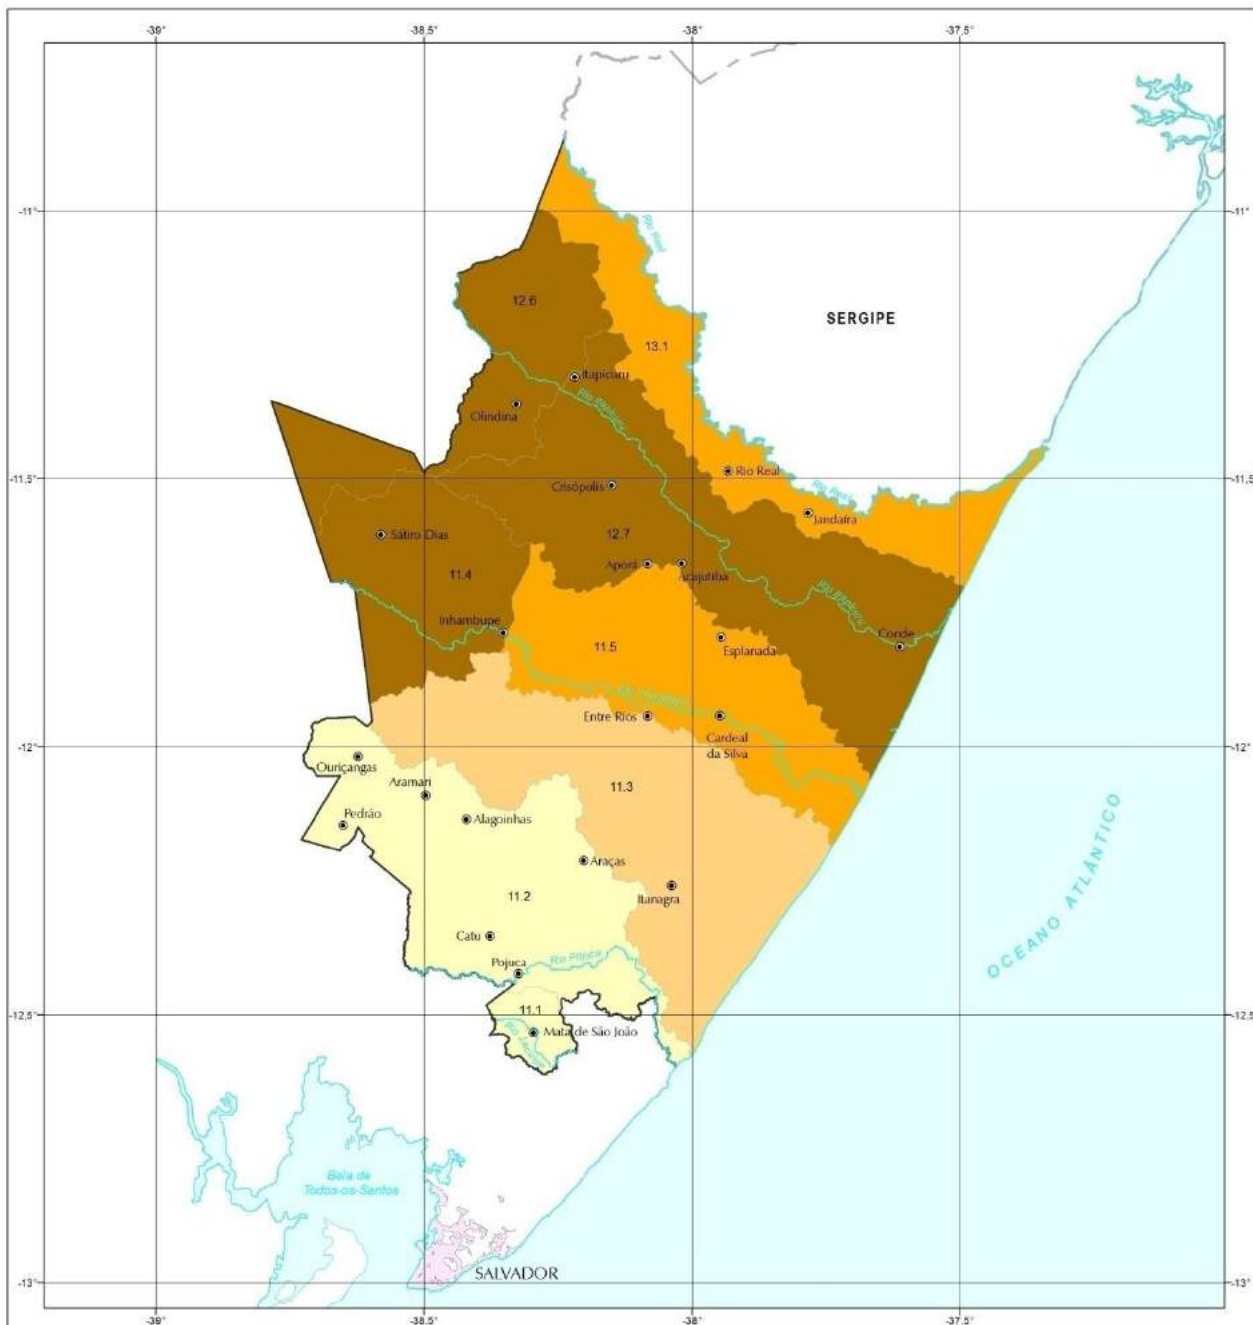 -39°
-38.5°
-38°
-37.5°
-11°
-11°
Rio Real
12.6
SERGIPE
13.1
Itapicuru
Olindina
Rio Itapicuru
Rio Real
-11,5°
-11.5°
Crisópolis
Rio Real
Jandaíra
Sátiro Dias
12.7
Aporá
Acajutiba
11.4
Rio Itapicuru
Inhambupe
Conde
11.5
Esplanada
Entre Rios
Cardeal
da Silva
-12°
-12°
Ouriçangas
Aramari
11.3
Pedrão
Alagoinhas
OCEANO ATLÂNTICO
Araças
11.2
Itanagra
Catu
Pojuca
Rio Pojuca
11.1
-12,5°
-12.5°
Mata de São João
Baía de
Todos-os-Santos
SALVADOR
-13°
-13°
-39°
-38.5°
-38°
-37.5°